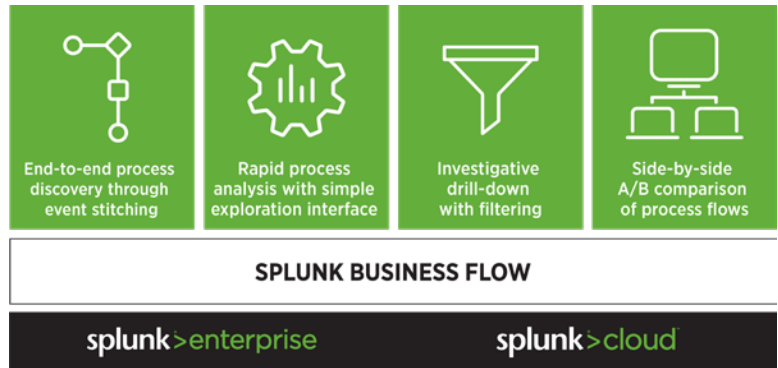 End-to-end process
discovery through
event stitching
Rapid process
analysis with simple
exploration interface
Investigative
drill-down
with filtering
Side-by-side
A/B comparison
of process flows
SPLUNK BUSINESS FLOW
splunk>enterprise
splunk>cloud